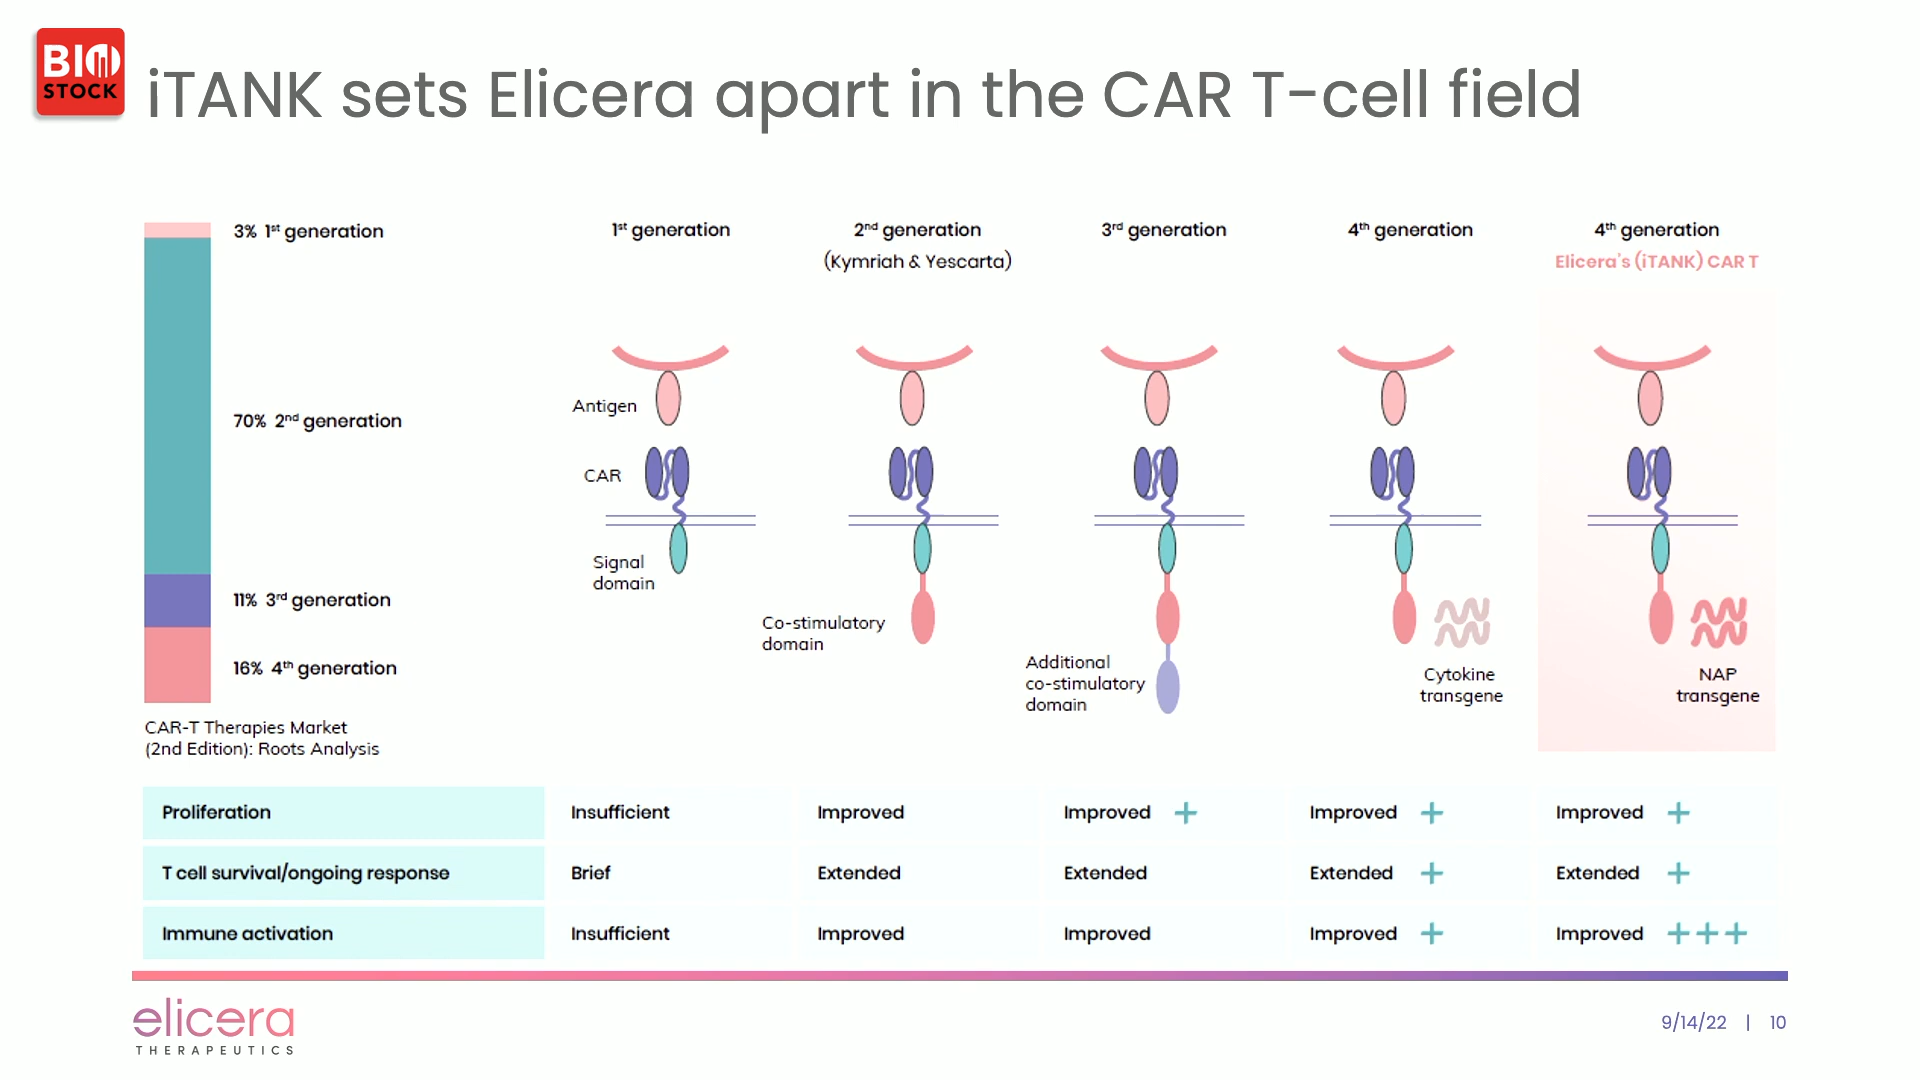 BIO
STOCK
iTANK sets Elicera apart in the CAR T-cell field
3% 1st generation
70% 2nd generation
11% 3rd generation
16% 4th generation
CAR-T Therapies Market
(2nd Edition): Roots Analysis
1st generation
2nd generation
(Kymriah & Yescarta)
3rd generation
4th generation
4th generation
Elicera's (iTANK) CAR T
Antigen
CAR
Signal
domain
Co-stimulatory
domain
Additional
co-stimulatory
domain
Cytokine
transgene
NAP
transgene
Proliferation Insufficient Improved Improved + Improved + Improved +
T cell survival/ongoing response Brief Extended Extended Extended + Extended +
Immune activation Insufficient Improved Improved Improved + Improved +++
elicera
THERAPEUTICS
9/14/22 | 10